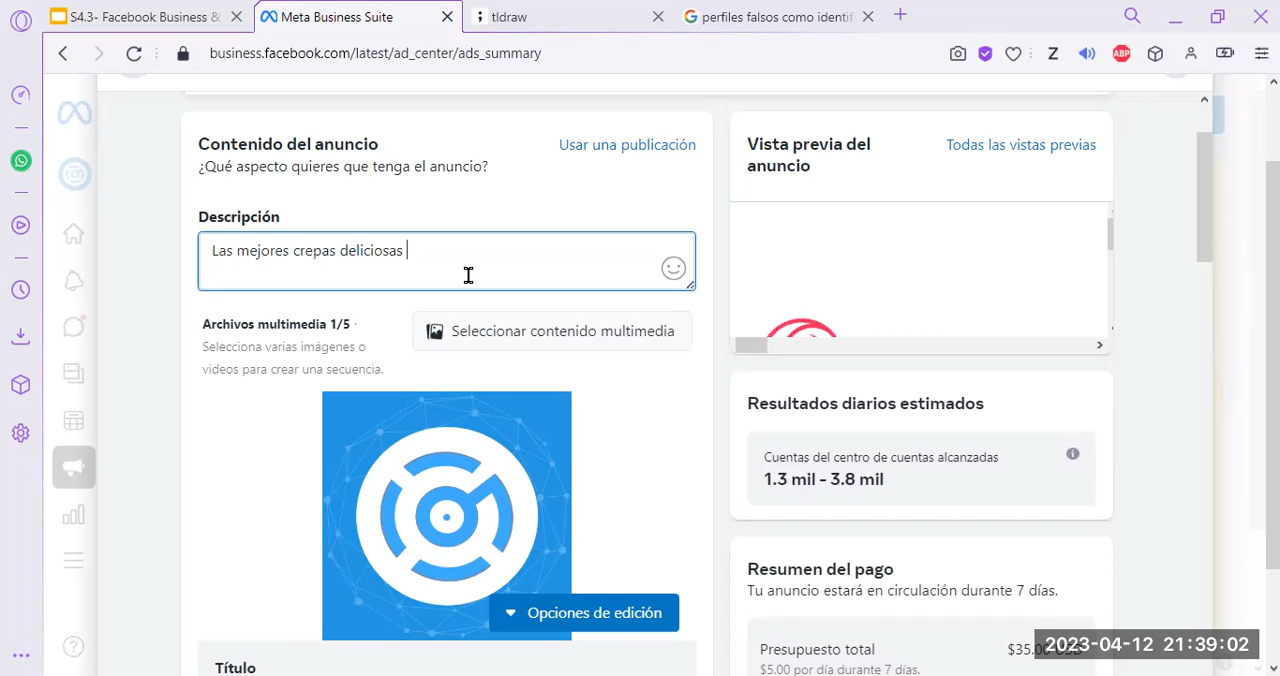 S4.3- Facebook Business &
Meta Business Suite
tldraw
perfiles falsos como identif
business.facebook.com/latest/ad_center/ads_summary
Z
ABP
Contenido del anuncio
Usar una publicación
¿Qué aspecto quieres que tenga el anuncio?
Descripción
Las mejores crepas deliciosas
Archivos multimedia 1/5 ·
Selecciona varias imágenes o
videos para crear una secuencia.
Seleccionar contenido multimedia
Opciones de edición
Título
Vista previa del
anuncio
Todas las vistas previas
Resultados diarios estimados
Cuentas del centro de cuentas alcanzadas
1.3 mil - 3.8 mil
Resumen del pago
Tu anuncio estará en circulación durante 7 días.
Presupuesto total
$35.00 USD
$5.00 por día durante 7 días.
2023-04-12 21:39:02